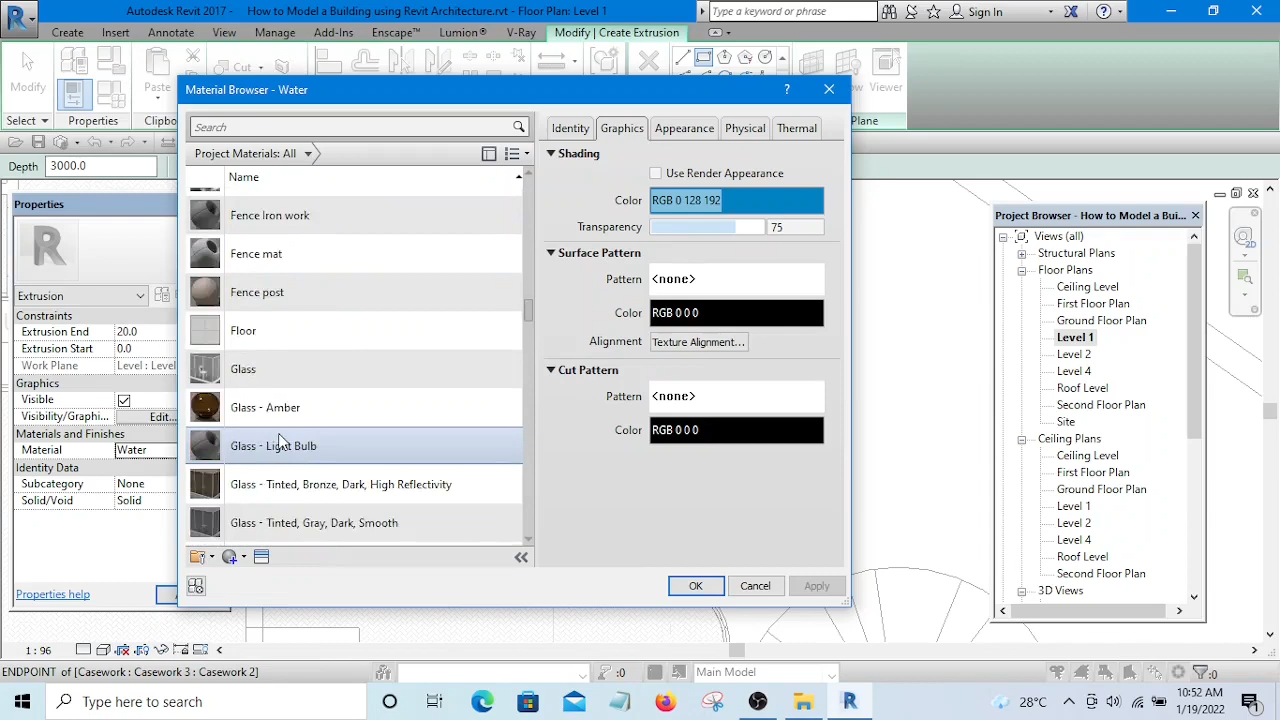 Autodesk Revit 2017 - How to Model a Building using Revit Architecture.rvt - Floor Plan: Level 1
Type a keyword or phrase
Sign In
Create Insert Annotate View Manage Add-Ins Enscape™ Lumion® V-Ray Modify | Create Extrusion
Cut
Modify
Paste
Viewer
Select
Properties
Depth 3000.0
Properties
Extrusion
Constraints
Extrusion End 20.0
Extrusion Start 0.0
Graphics
Visible
Visibility/Graphi... Edit...
Materials and Finishes
Material Water
Identity Data
Subcategory None
Solid/Void Solid
Properties help
Material Browser - Water
Search
Project Materials: All
Name
Fence Iron work
Fence mat
Fence post
Floor
Glass
Glass - Amber
Glass - Light Bulb
Glass - Tinted, Bronze, Dark, High Reflectivity
Glass - Tinted, Gray, Dark, Smooth
Identity Graphics Appearance Physical Thermal
Shading
Use Render Appearance
Color RGB 0 128 192
Transparency 75
Surface Pattern
Pattern <none>
Color RGB 0 0 0
Alignment Texture Alignment...
Cut Pattern
Pattern <none>
Color RGB 0 0 0
OK Cancel Apply
Project Browser - How to Model a Bui...
Views (all)
Structural Plans
Floor Plans
Ceiling Level
First Floor Plan
Ground Floor Plan
Level 1
Level 2
Level 4
Roof Level
Second Floor Plan
Site
Ceiling Plans
Ceiling Level
First Floor Plan
Ground Floor Plan
Level 1
Level 2
Level 4
Roof Level
Second Floor Plan
3D Views
2D
1 : 96
ENDPOINT of [Casework : Casework 3 : Casework 2]
:0
Main Model
:0
Type here to search
28°C
10:52 AM
1/19/2022